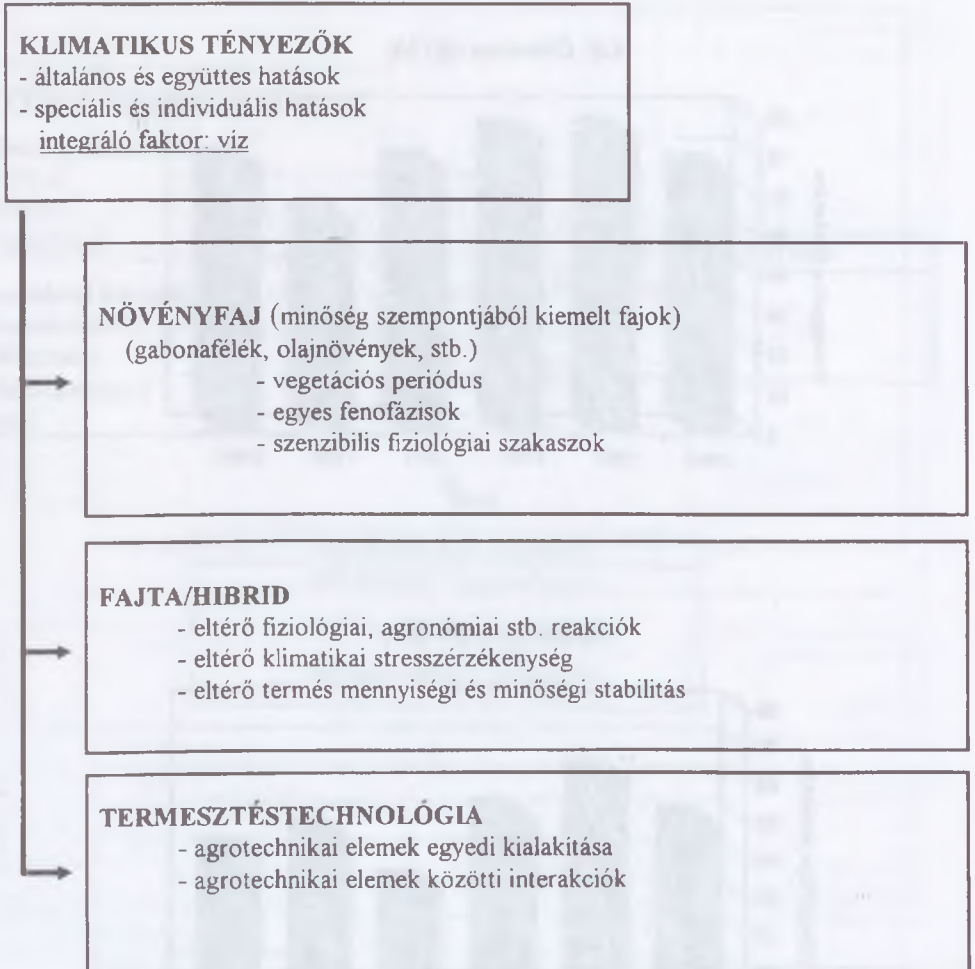 KLIMATIKUS TÉNYEZŐK
- általános és együttes hatások
- speciális és individuális hatások
integráló faktor: víz
NÖVÉNYFAJ (minőség szempontjából kiemelt fajok)
(gabonafélék, olajnövények, stb.)
- vegetációs periódus
- egyes fenofázisok
- szenzibilis fiziológiai szakaszok
FAJTA/HIBRID
- eltérő fiziológiai, agronómiai stb. reakciók
- eltérő klimatikai stresszérzékenység
- eltérő termés mennyiségi és minőségi stabilitás
TERMESZTÉSTECHNOLÓGIA
- agrotechnikai elemek egyedi kialakítása
- agrotechnikai elemek közötti interakciók